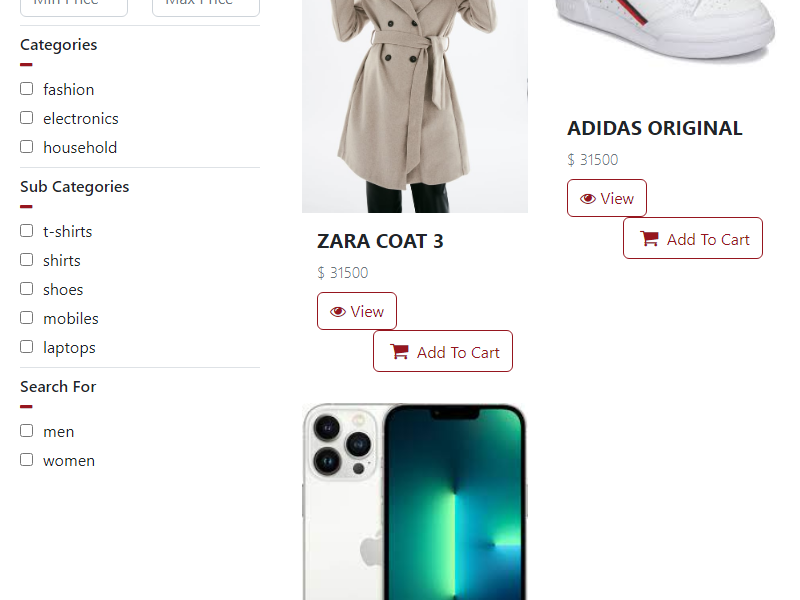 Min Price
Max Price
Categories
fashion
electronics
household
Sub Categories
t-shirts
shirts
shoes
mobiles
laptops
Search For
men
women
ZARA COAT 3
$ 31500
View
Add To Cart
ADIDAS ORIGINAL
$ 31500
View
Add To Cart